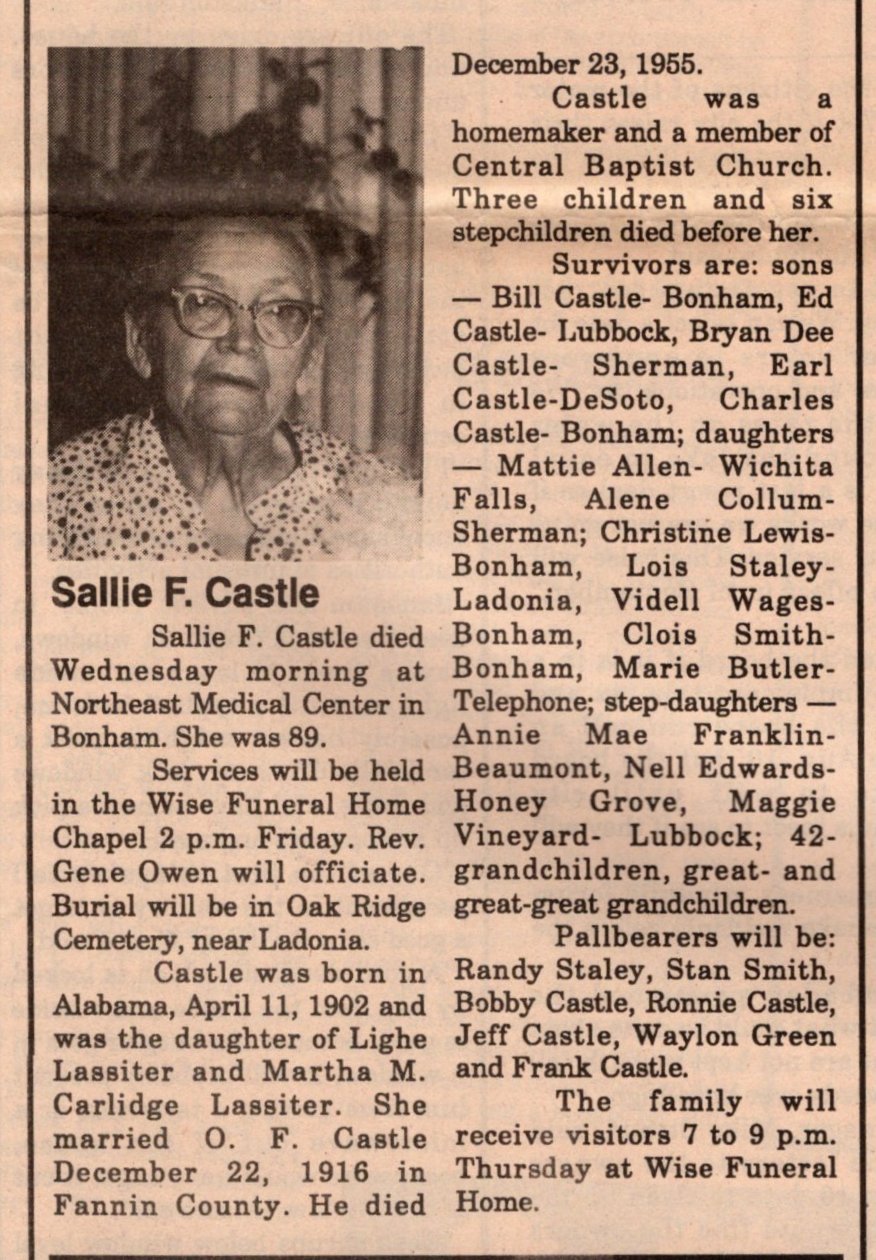 Sallie F. Castle
Sallie F. Castle died
Wednesday morning at
Northeast Medical Center in
Bonham. She was 89.
Services will be held
in the Wise Funeral Home
Chapel 2 p.m. Friday. Rev.
Gene Owen will officiate.
Burial will be in Oak Ridge
Cemetery, near Ladonia.
Castle was born in
Alabama, April 11, 1902 and
was the daughter of Lighe
Lassiter and Martha M.
Carlidge Lassiter. She
married O. F. Castle
December 22, 1916 in
Fannin County. He died
December 23, 1955.
Castle was a
homemaker and a member of
Central Baptist Church.
Three children and six
stepchildren died before her.
Survivors are: sons
— Bill Castle- Bonham, Ed
Castle- Lubbock, Bryan Dee
Castle- Sherman, Earl
Castle-DeSoto, Charles
Castle- Bonham; daughters
— Mattie Allen- Wichita
Falls, Alene Collum-
Sherman; Christine Lewis-
Bonham, Lois Staley-
Ladonia, Videll Wages-
Bonham, Clois Smith-
Bonham, Marie Butler-
Telephone; step-daughters —
Annie Mae Franklin-
Beaumont, Nell Edwards-
Honey Grove, Maggie
Vineyard- Lubbock; 42-
grandchildren, great- and
great-great grandchildren.
Pallbearers will be:
Randy Staley, Stan Smith,
Bobby Castle, Ronnie Castle,
Jeff Castle, Waylon Green
and Frank Castle.
The family will
receive visitors 7 to 9 p.m.
Thursday at Wise Funeral
Home.